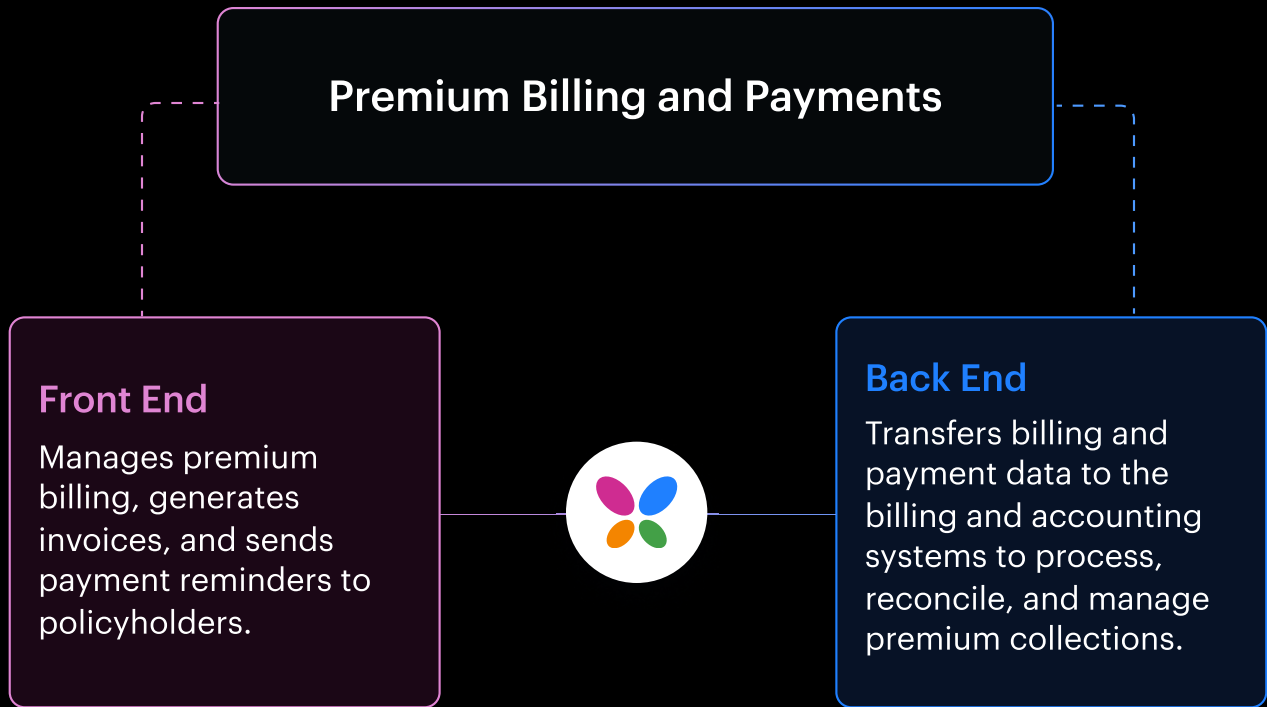 Premium Billing and Payments
Front End
Manages premium
billing, generates
invoices, and sends
payment reminders to
policyholders.
Back End
Transfers billing and
payment data to the
billing and accounting
systems to process,
reconcile, and manage
premium collections.